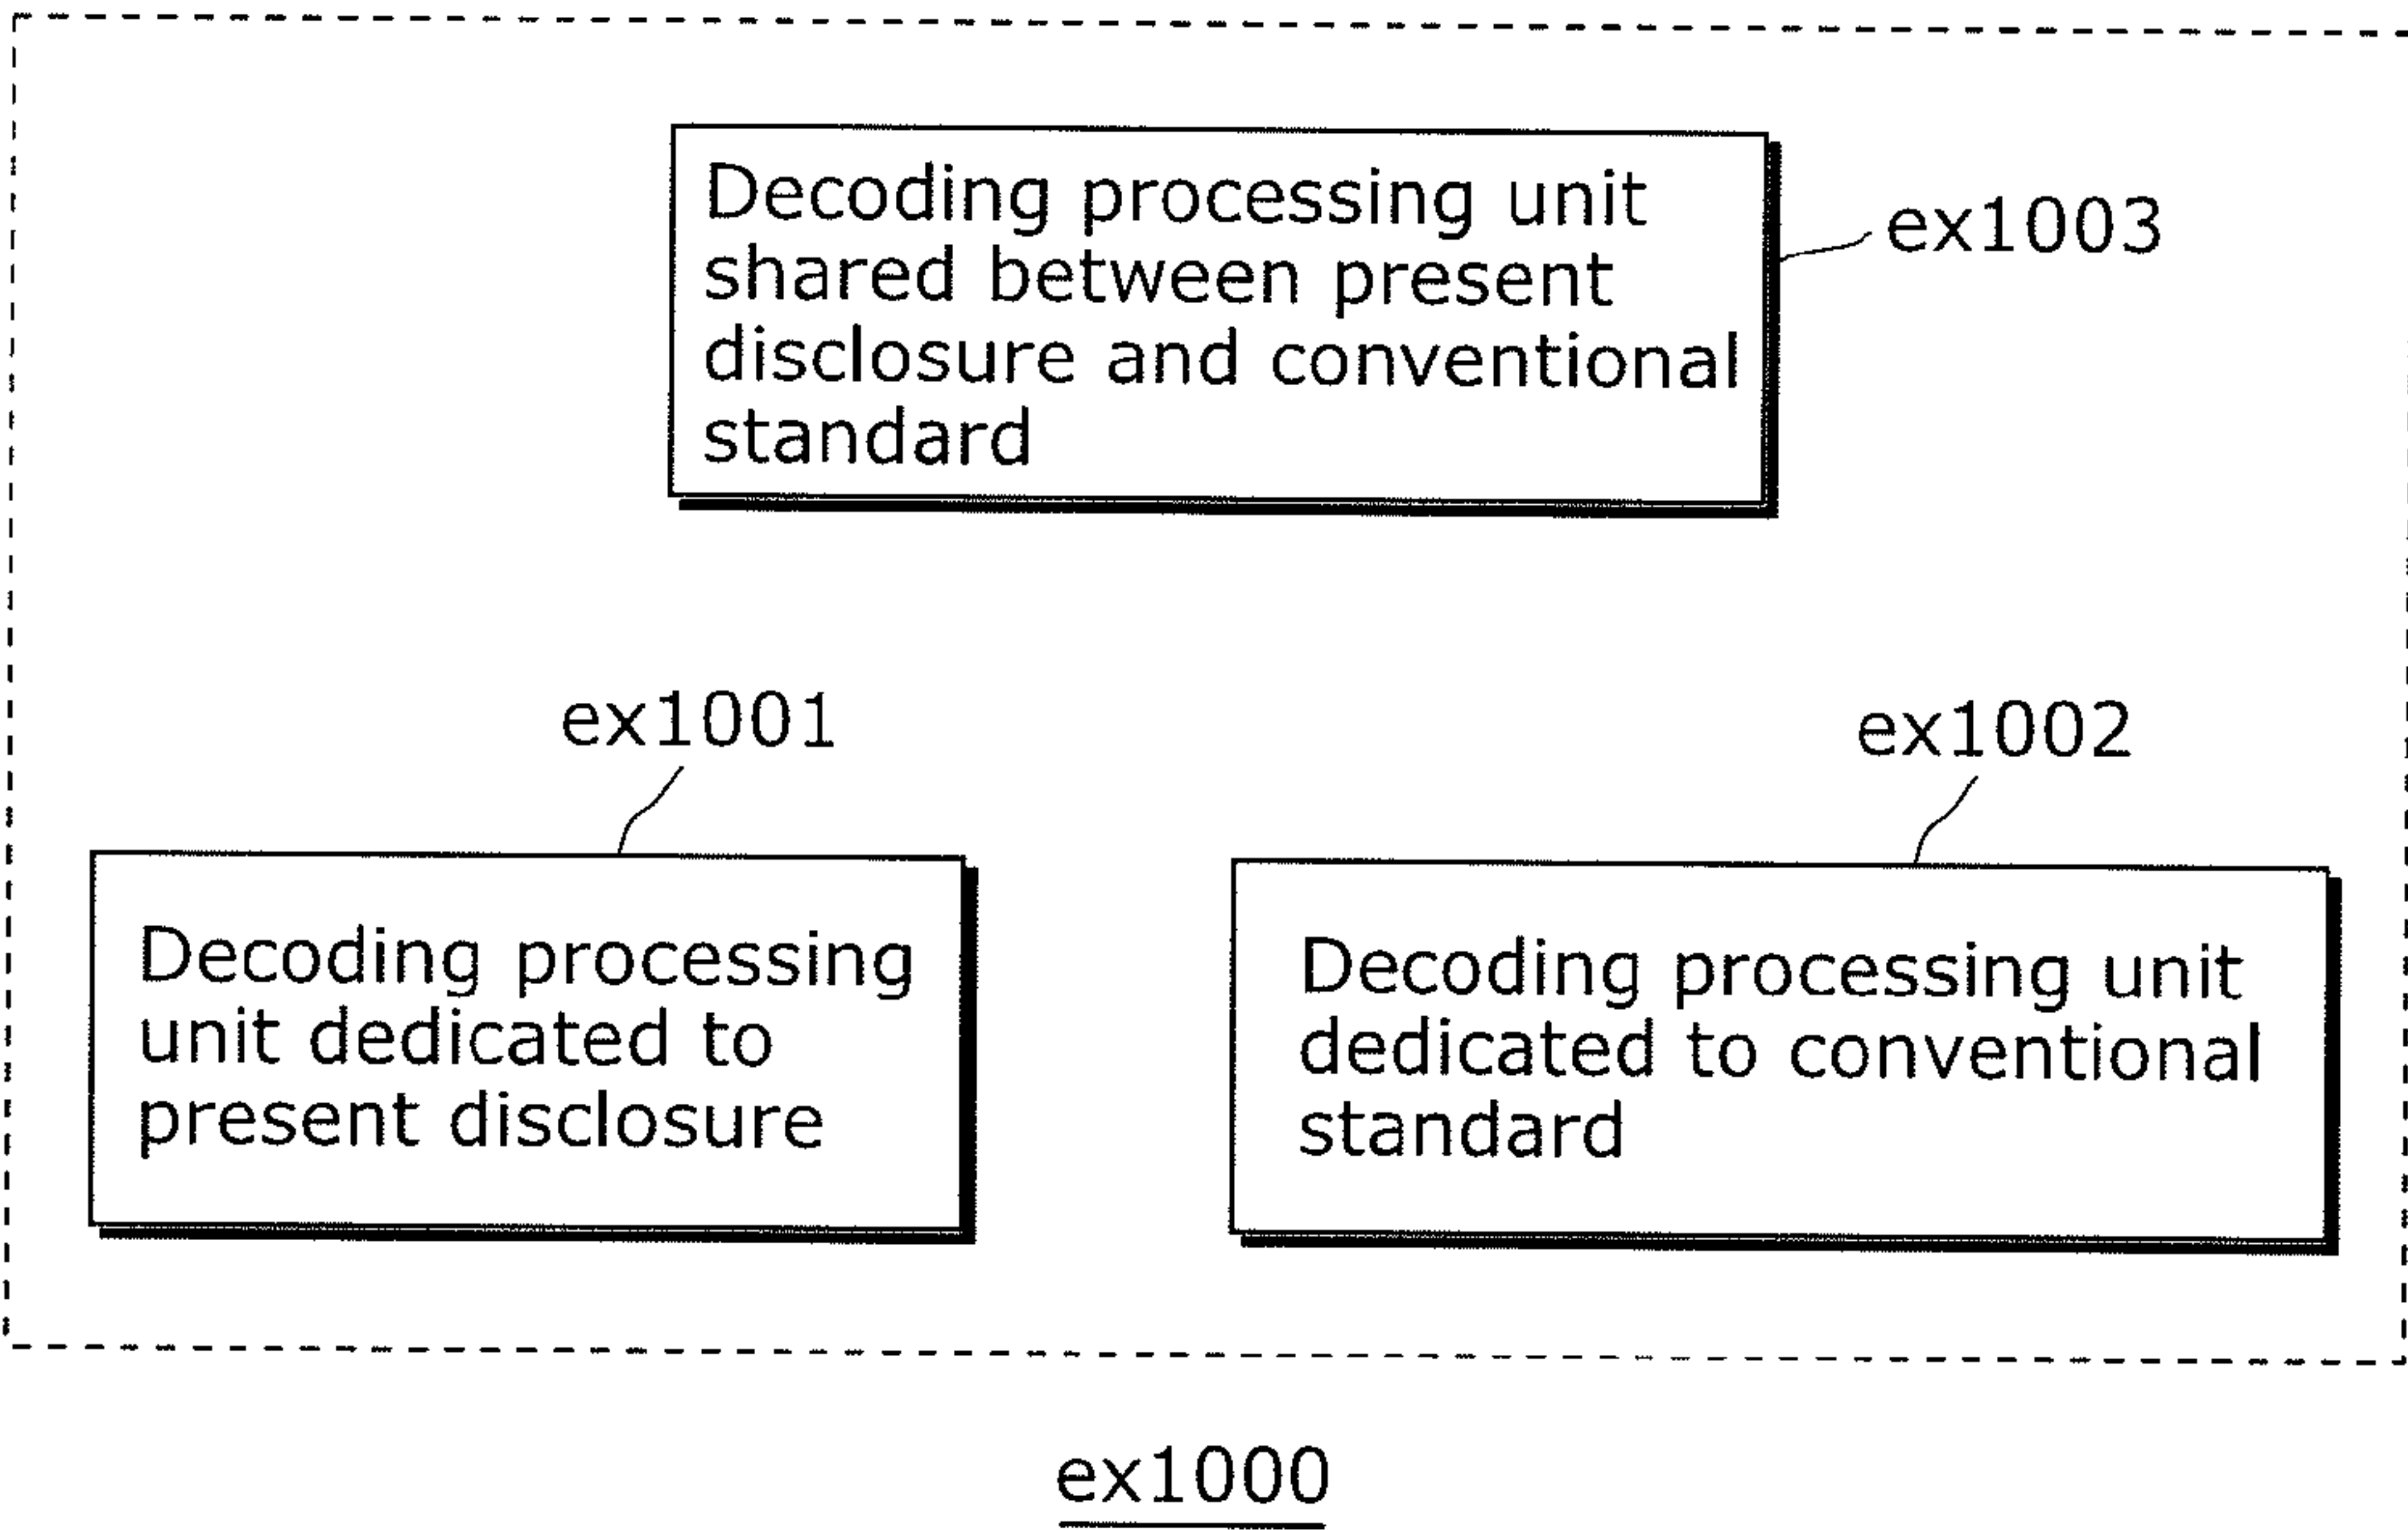 Decoding processing unit
shared between present
disclosure and conventional
standard
ex1003
ex1001
Decoding processing
unit dedicated to
present disclosure
ex1002
Decoding processing unit
dedicated to conventional
standard
ex1000